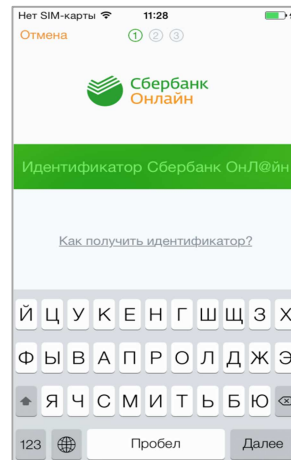 Нет SIM-карты 11:28
Отмена 1 2 3
Сбербанк
Онлайн
Идентификатор Сбербанк ОнЛ@йн
Как получить идентификатор?
Й Ц У К Е Н Г Ш Щ З Х
Ф Ы В А П Р О Л Д Ж Э
Я Ч С М И Т Ь Б Ю
123 Пробел Далее